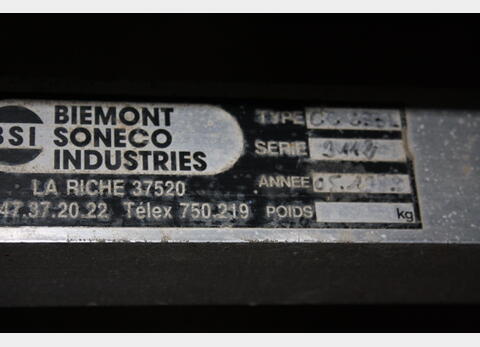 BSI
BIEMONT
SONECO
INDUSTRIES
LA RICHE 37520
47.37.20.22 Télex 750.219
TYPE
SERIE
ANNEE
POIDS kg